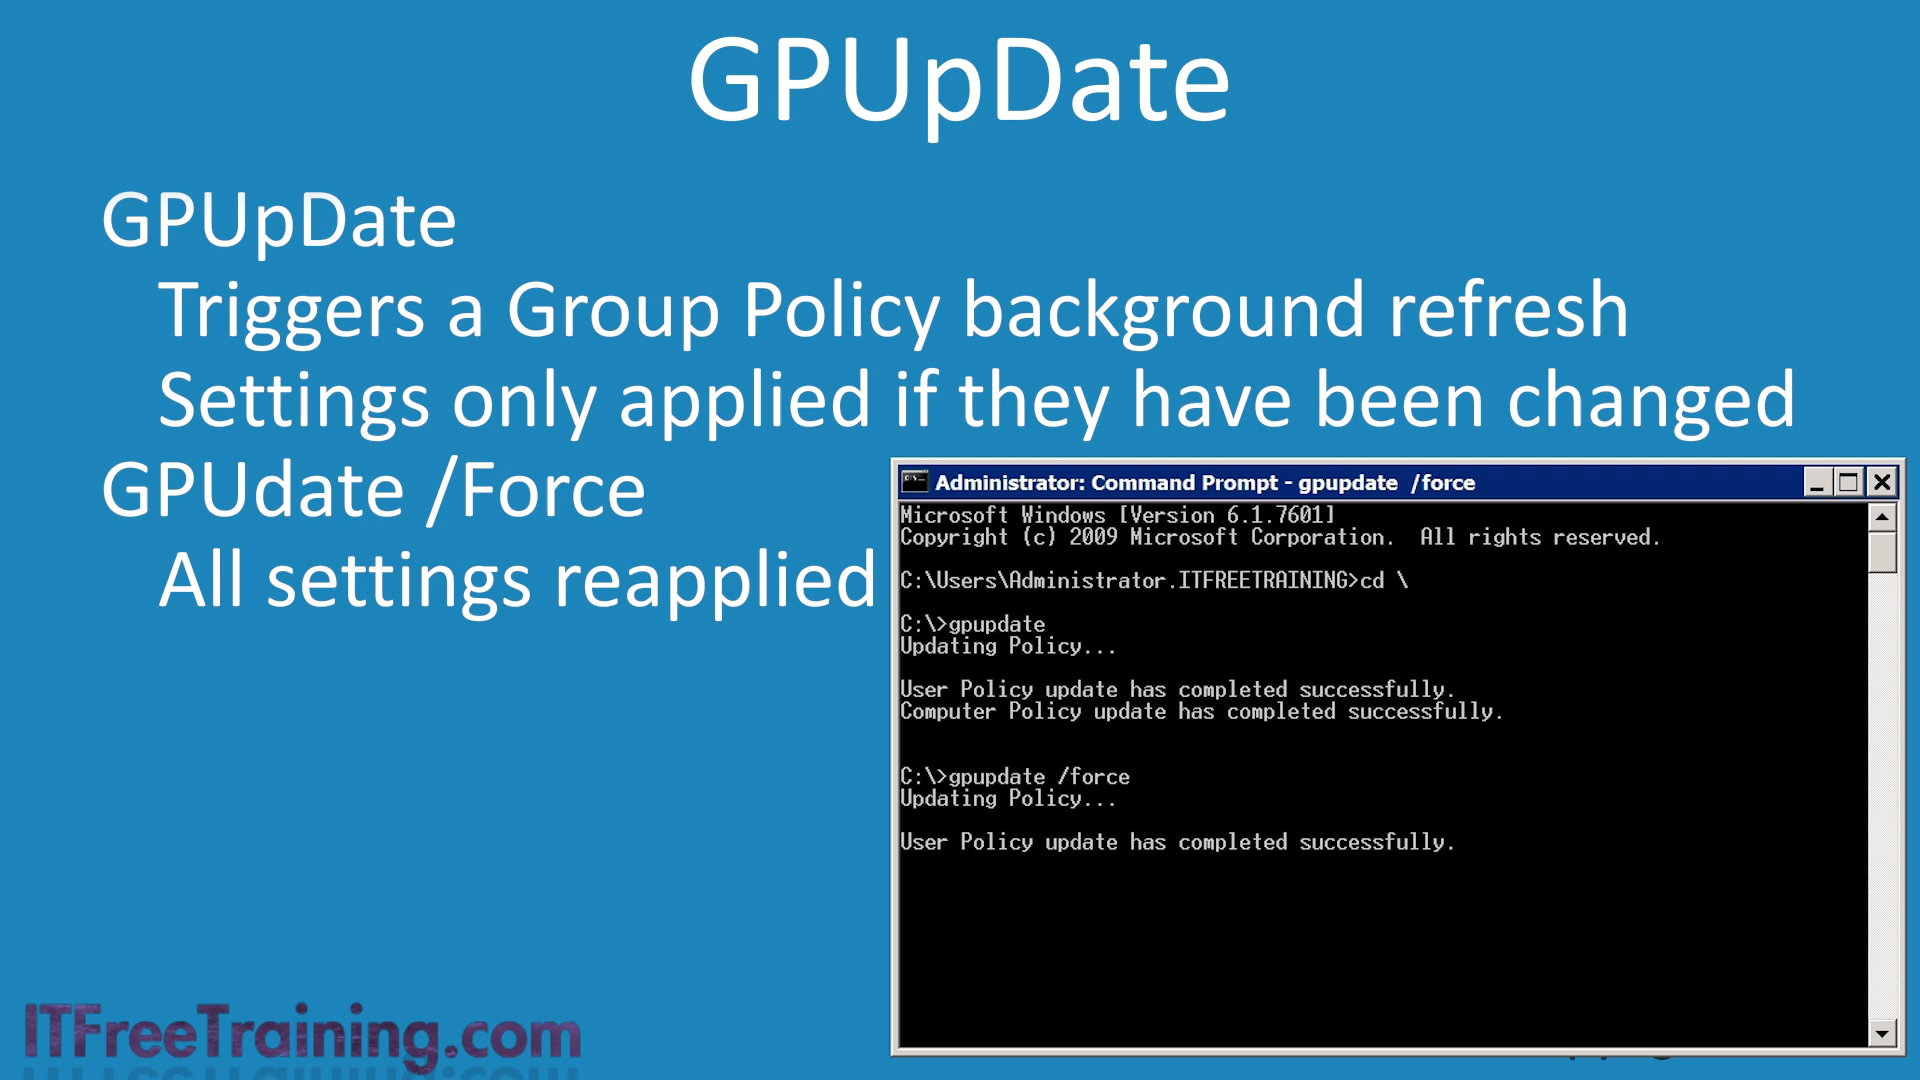 GPUpDate
GPUpDate
Triggers a Group Policy background refresh
Settings only applied if they have been changed
GPUdate /Force
All settings reapplied
Administrator: Command Prompt - gpupdate  /force
Microsoft Windows [Version 6.1.7601]
Copyright (c) 2009 Microsoft Corporation.  All rights reserved.
C:\Users\Administrator.ITFREETRAINING>cd \
C:\>gpupdate
Updating Policy...
User Policy update has completed successfully.
Computer Policy update has completed successfully.
C:\>gpupdate /force
Updating Policy...
User Policy update has completed successfully.
ITFreeTraining.com